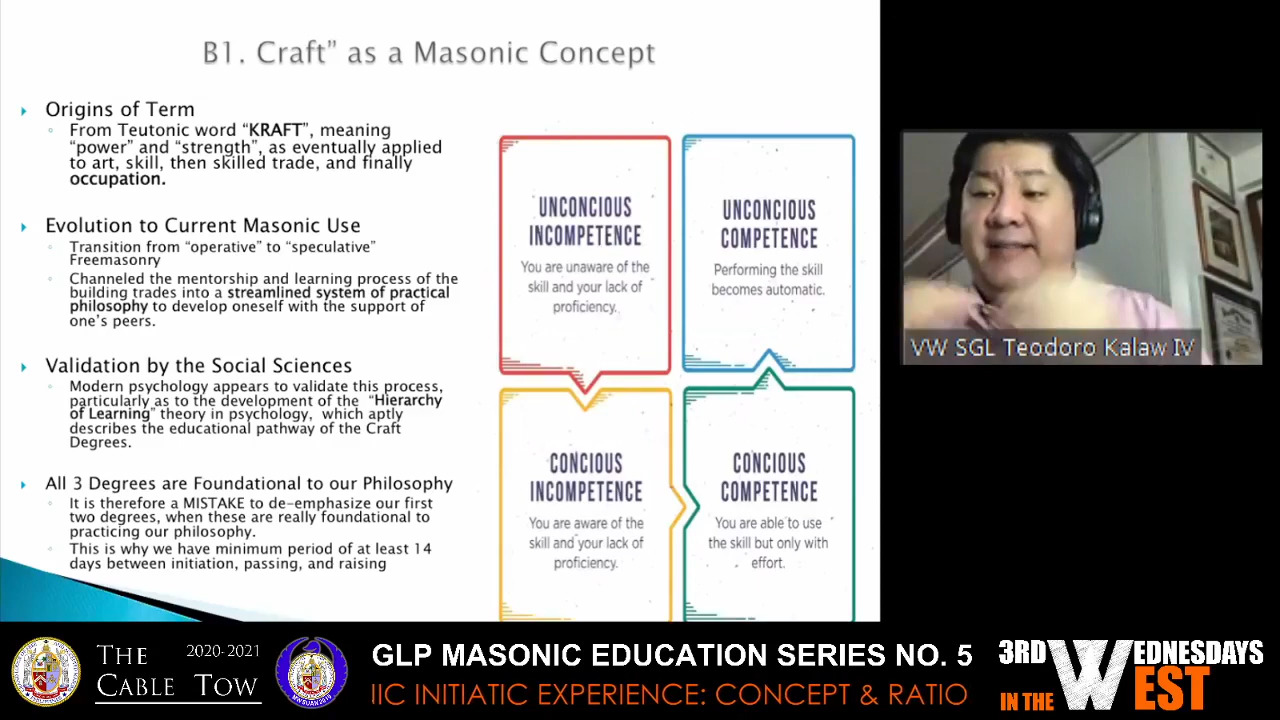 B1. Craft” as a Masonic Concept
Origins of Term
From Teutonic word “KRAFT”, meaning
“power” and “strength”, as eventually applied
to art, skill, then skilled trade, and finally
occupation.
Evolution to Current Masonic Use
Transition from “operative” to “speculative”
Freemasonry
Channeled the mentorship and learning process of the
building trades into a streamlined system of practical
philosophy to develop oneself with the support of
one’s peers.
Validation by the Social Sciences
Modern psychology appears to validate this process,
particularly as to the development of the “Hierarchy
of Learning” theory in psychology, which aptly
describes the educational pathway of the Craft
Degrees.
All 3 Degrees are Foundational to our Philosophy
It is therefore a MISTAKE to de-emphasize our first
two degrees, when these are really foundational to
practicing our philosophy.
This is why we have minimum period of at least 14
days between initiation, passing, and raising
UNCONCIOUS
INCOMPETENCE
You are unaware of the
skill and your lack of
proficiency.
UNCONCIOUS
COMPETENCE
Performing the skill
becomes automatic.
CONCIOUS
INCOMPETENCE
You are aware of the
skill and your lack of
proficiency.
CONCIOUS
COMPETENCE
You are able to use
the skill but only with
effort.
VW SGL Teodoro Kalaw IV
THE
CABLE TOW
2020-2021
GLP MASONIC EDUCATION SERIES NO. 5
IIC INITIATIC EXPERIENCE: CONCEPT & RATIO
3RD WEDNESDAYS
IN THE WEST